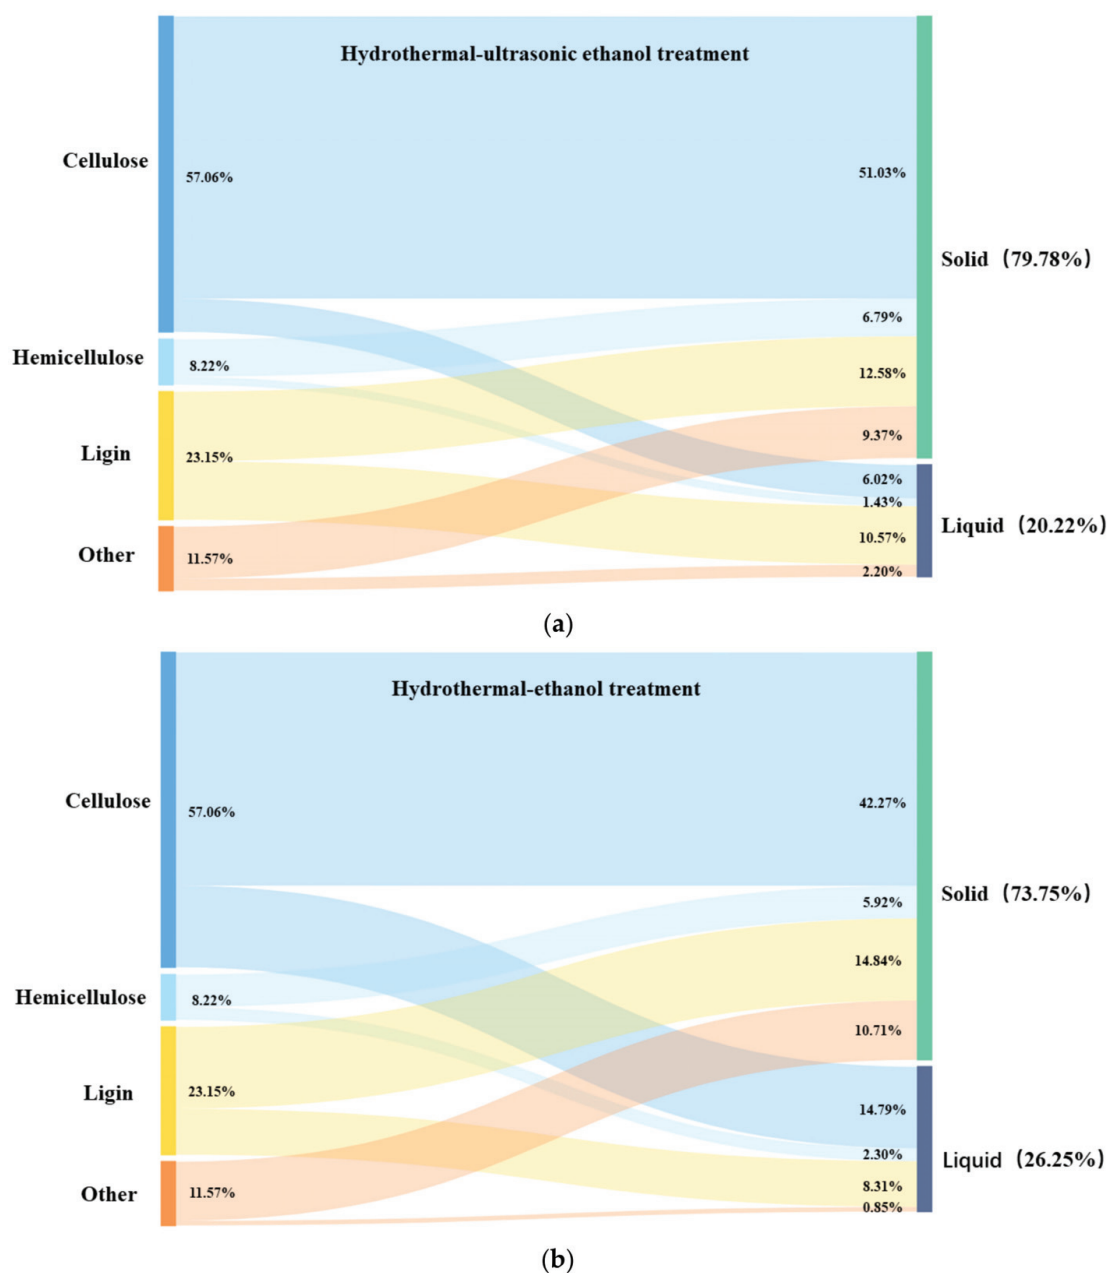 Hydrothermal-ultrasonic ethanol treatment
Cellulose
57.06%
51.03%
Solid (79.78%)
6.79%
Hemicellulose
8.22%
12.58%
Ligin
23.15%
9.37%
6.02%
1.43%
Liquid (20.22%)
10.57%
Other
11.57%
2.20%
(a)
Hydrothermal-ethanol treatment
Cellulose
57.06%
42.27%
Solid (73.75%)
5.92%
14.84%
Hemicellulose
8.22%
10.71%
Ligin
23.15%
14.79%
2.30%
Liquid (26.25%)
8.31%
Other
11.57%
0.85%
(b)